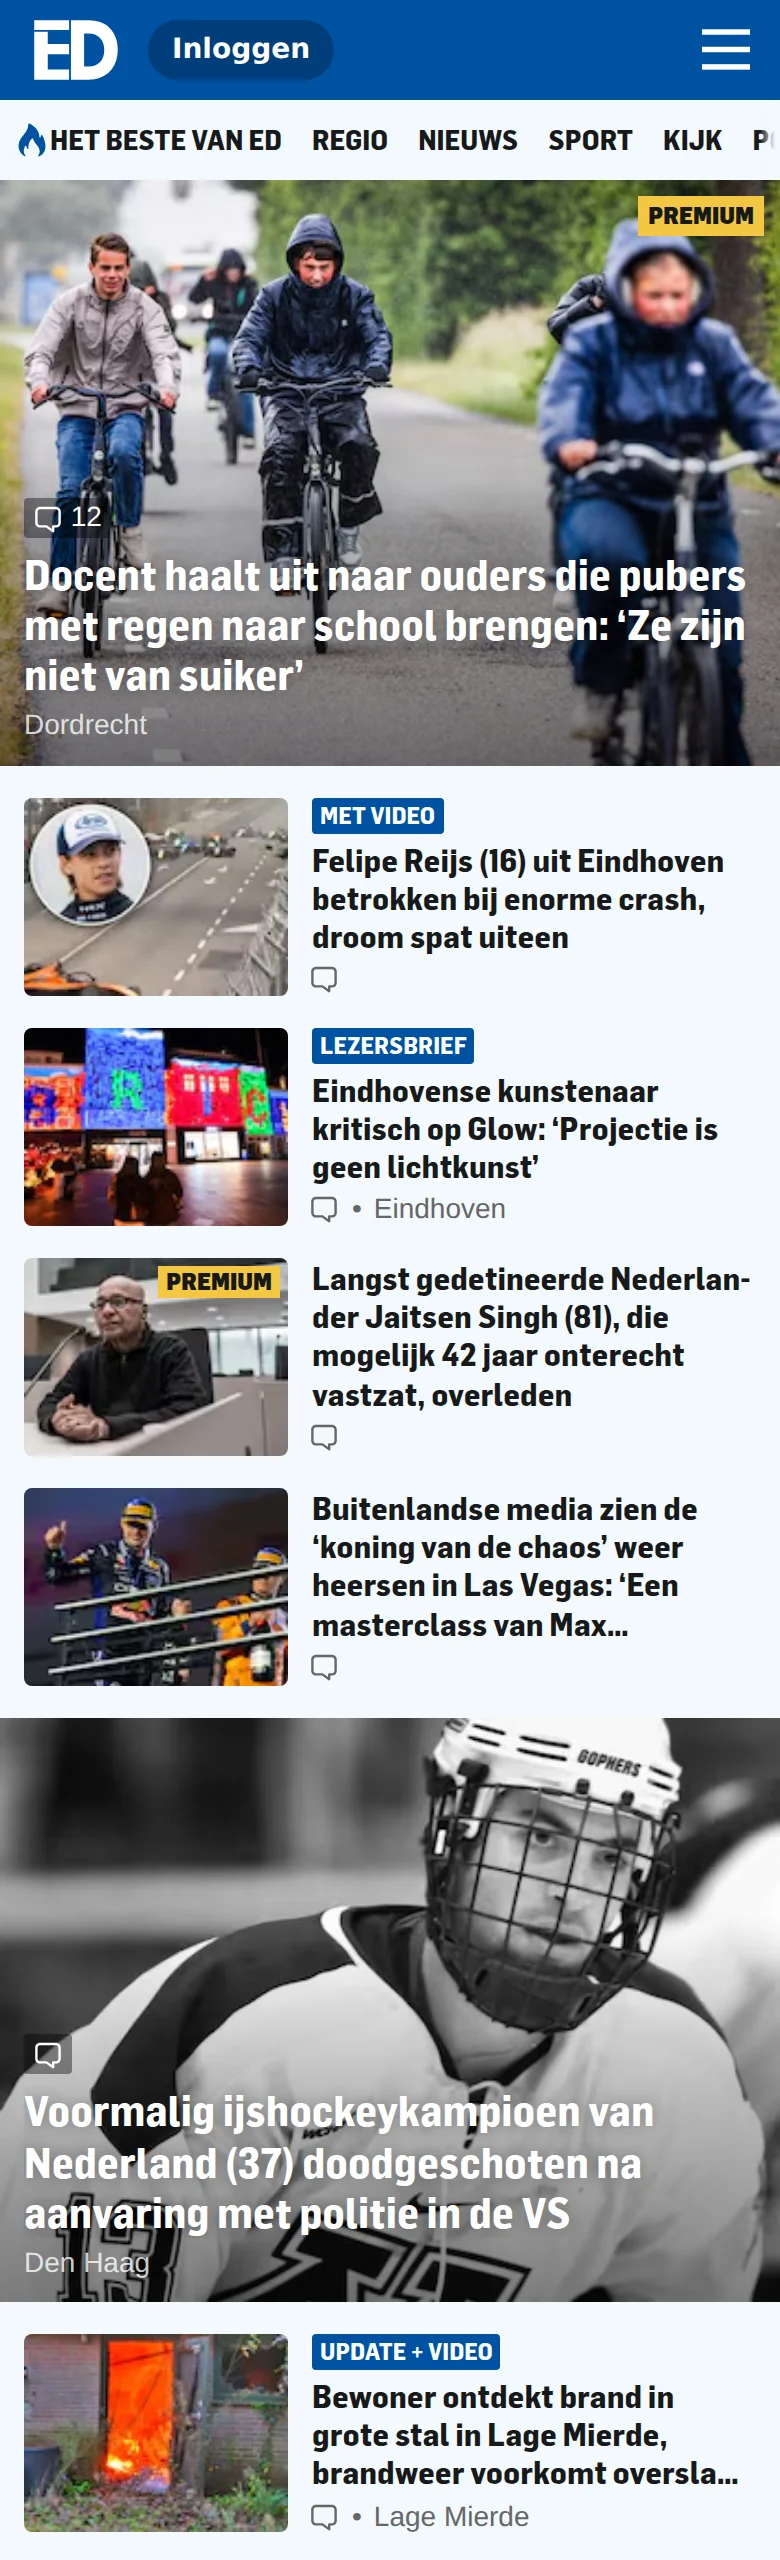 ED
Inloggen
HET BESTE VAN ED REGIO NIEUWS SPORT KIJK
PREMIUM
12
Docent haalt uit naar ouders die pubers
met regen naar school brengen: ‘Ze zijn
niet van suiker’
Dordrecht
MET VIDEO
Felipe Reijs (16) uit Eindhoven
betrokken bij enorme crash,
droom spat uiteen
LEZERSBRIEF
Eindhovense kunstenaar
kritisch op Glow: ‘Projectie is
geen lichtkunst’
• Eindhoven
PREMIUM
Langst gedetineerde Nederlan-
der Jaitsen Singh (81), die
mogelijk 42 jaar onterecht
vastzat, overleden
Buitenlandse media zien de
‘koning van de chaos’ weer
heersen in Las Vegas: ‘Een
masterclass van Max...
GOPHERS
Voormalig ijshockeykampioen van
Nederland (37) doodgeschoten na
aanvaring met politie in de VS
Den Haag
UPDATE + VIDEO
Bewoner ontdekt brand in
grote stal in Lage Mierde,
brandweer voorkomt oversla...
• Lage Mierde